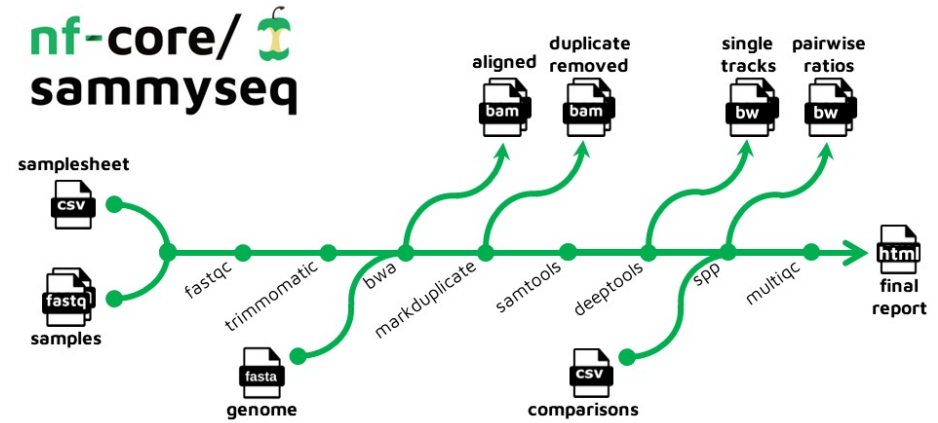 nf-core/
sammyseq
samplesheet
csv
fastq
samples
fastqc
trimmomatic
bwa
markduplicate
samtools
deeptools
spp
multiqc
fasta
genome
csv
comparisons
aligned
bam
duplicate
removed
bam
single
tracks
bw
pairwise
ratios
bw
html
final
report